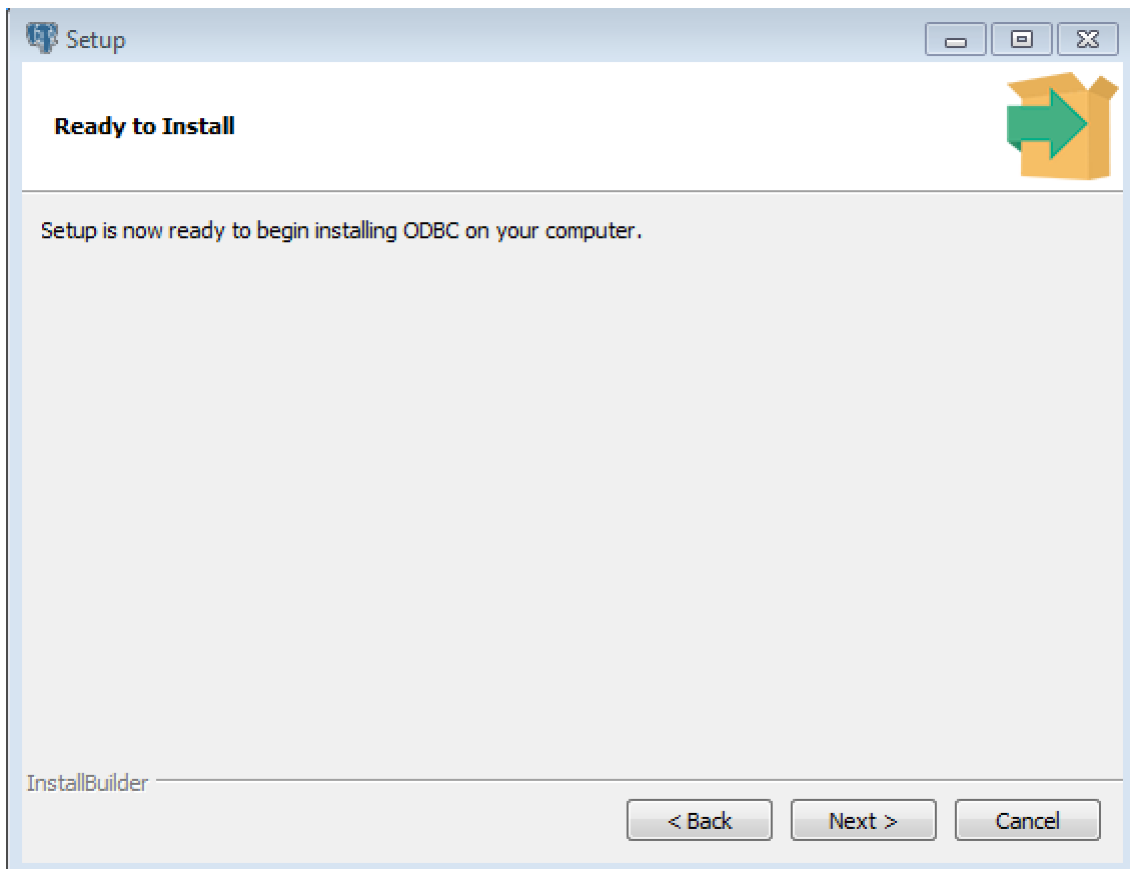 Setup
Ready to Install
Setup is now ready to begin installing ODBC on your computer.
InstallBuilder
< Back
Next >
Cancel